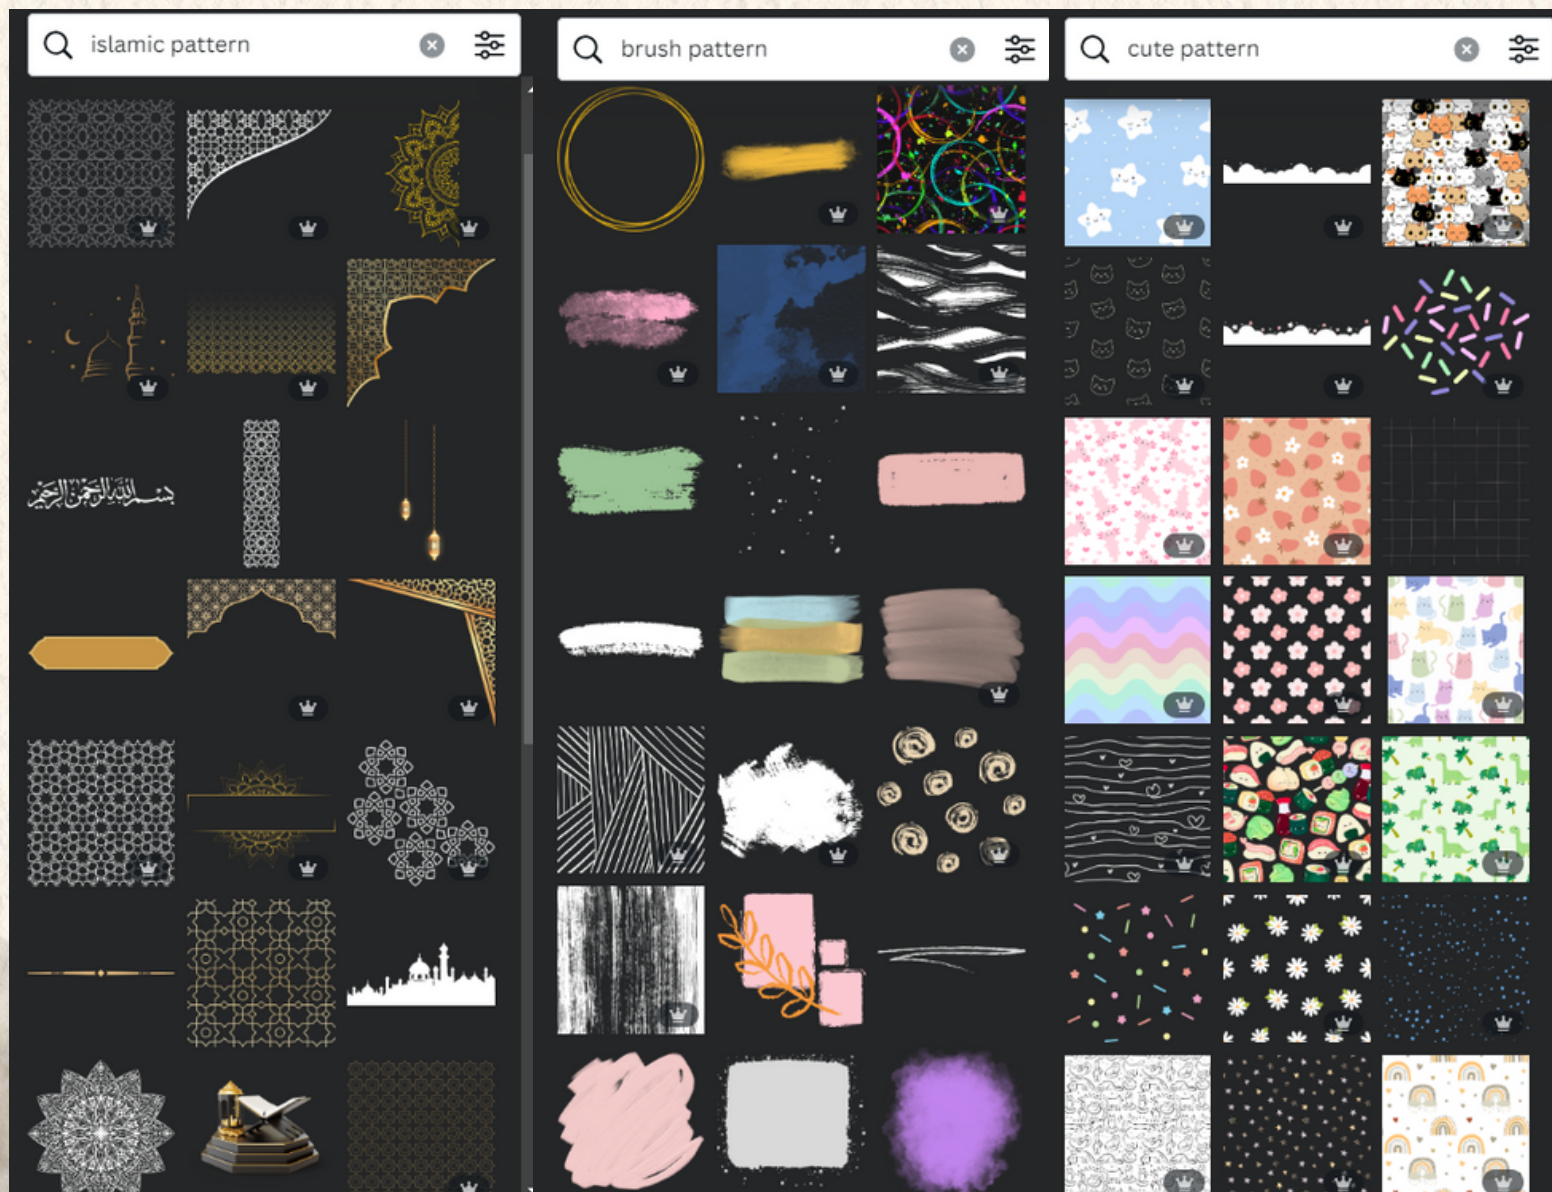 islamic pattern
brush pattern
cute pattern
بسم الله الرحمن الرحيم